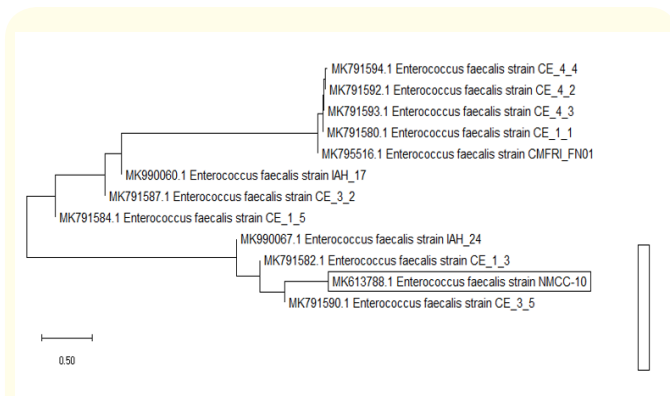 MK791594.1 Enterococcus faecalis strain CE_4_4
MK791592.1 Enterococcus faecalis strain CE_4_2
MK791593.1 Enterococcus faecalis strain CE_4_3
MK791580.1 Enterococcus faecalis strain CE_1_1
MK795516.1 Enterococcus faecalis strain CMFRI_FN01
MK990060.1 Enterococcus faecalis strain IAH_17
MK791587.1 Enterococcus faecalis strain CE_3_2
MK791584.1 Enterococcus faecalis strain CE_1_5
MK990067.1 Enterococcus faecalis strain IAH_24
MK791582.1 Enterococcus faecalis strain CE_1_3
MK613788.1 Enterococcus faecalis strain NMCC-10
MK791590.1 Enterococcus faecalis strain CE_3_5
0.50